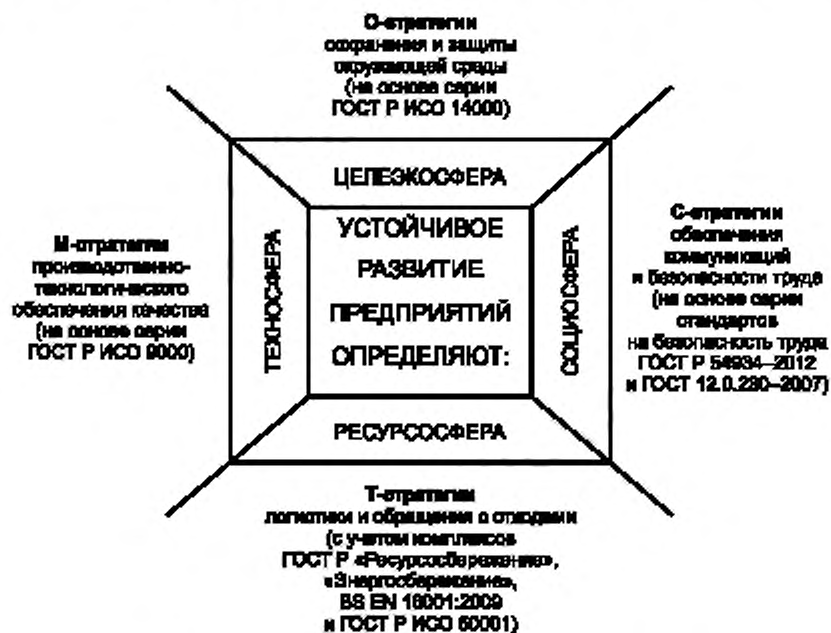 О-стратегии
сохранения и защиты
окружающей среды
(на основе серии
ГОСТ Р ИСО 14000)
ЦЕЛЕЭКОСФЕРА
М-стратегии
производственно-
технологического
обеспечения качества
(на основе серии
ГОСТ Р ИСО 9000)
ТЕХНОСФЕРА
УСТОЙЧИВОЕ
РАЗВИТИЕ
ПРЕДПРИЯТИЙ
ОПРЕДЕЛЯЮТ:
СОЦИОСФЕРА
С-стратегии
обеспечения
коммуникаций
и безопасности труда
(на основе серии
стандартов
на безопасность труда
ГОСТ Р 54934–2012
и ГОСТ 12.0.230–2007)
РЕСУРСОСФЕРА
Т-стратегии
логистики и обращения с отходами
(с учетом комплексов
ГОСТ Р «Ресурсосбережение»,
«Энергосбережение»,
BS EN 16001:2009
и ГОСТ Р ИСО 50001)